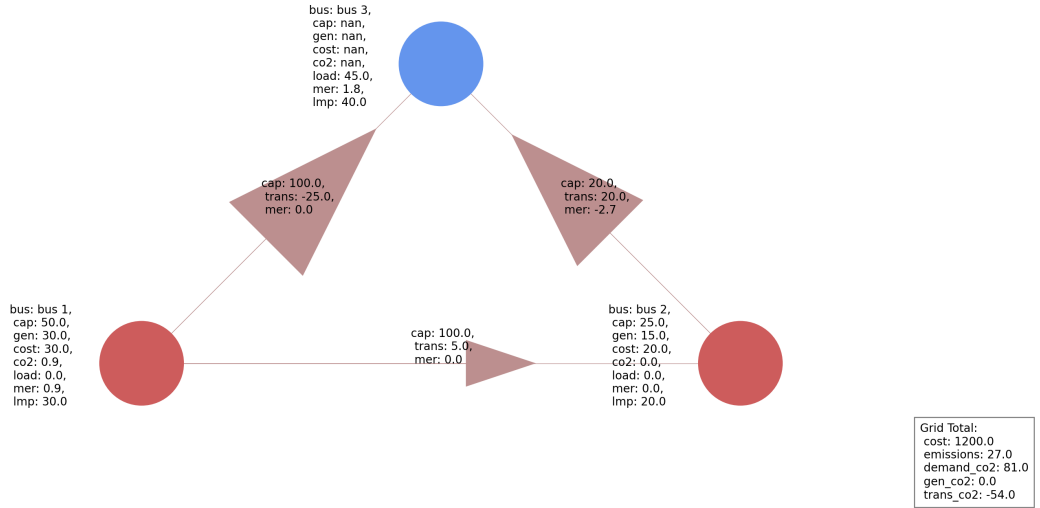 bus: bus 3,
cap: nan,
gen: nan,
cost: nan,
co2: nan,
load: 45.0,
mer: 1.8,
lmp: 40.0
cap: 100.0,
trans: -25.0,
mer: 0.0
cap: 20.0,
trans: 20.0,
mer: -2.7
bus: bus 1,
cap: 50.0,
gen: 30.0,
cost: 30.0,
co2: 0.9,
load: 0.0,
mer: 0.9,
lmp: 30.0
cap: 100.0,
trans: 5.0,
mer: 0.0
bus: bus 2,
cap: 25.0,
gen: 15.0,
cost: 20.0,
co2: 0.0,
load: 0.0,
mer: 0.0,
lmp: 20.0
Grid Total:
cost: 1200.0
emissions: 27.0
demand_co2: 81.0
gen_co2: 0.0
trans_co2: -54.0